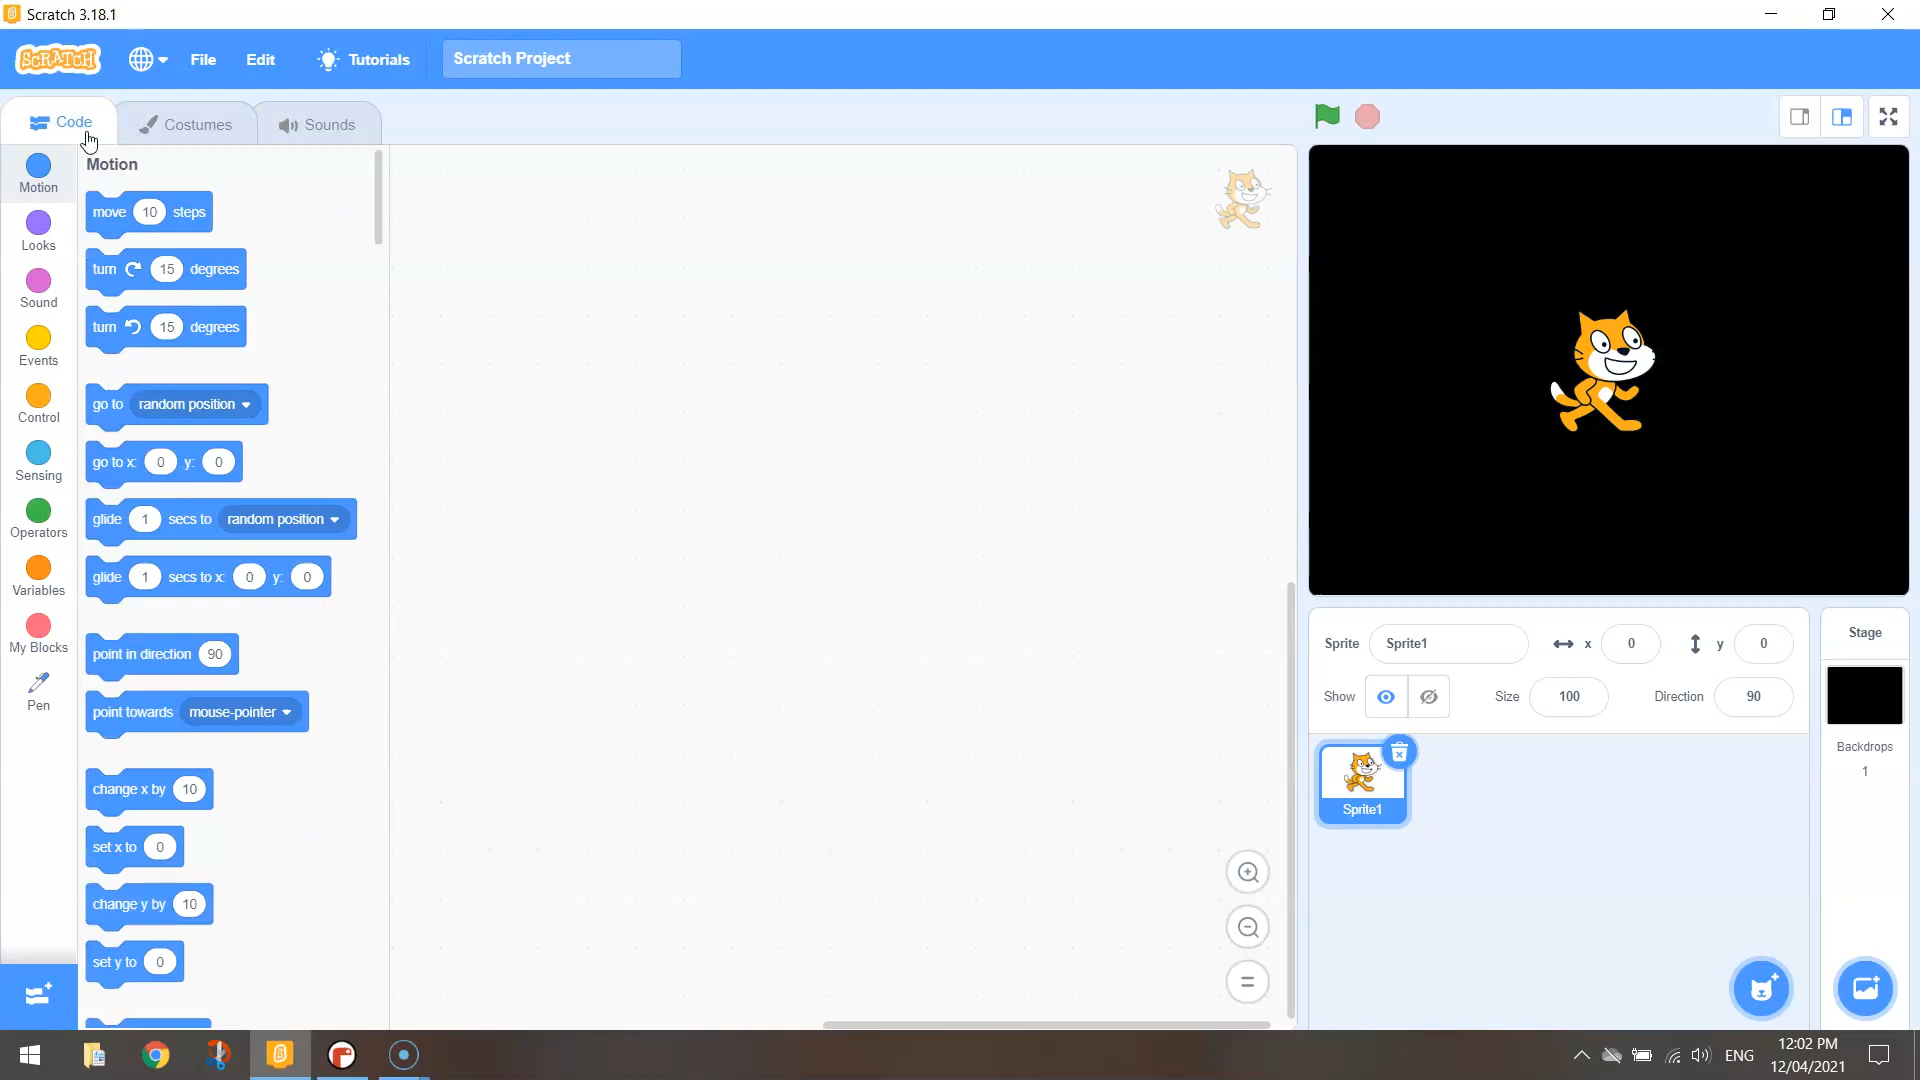 Scratch 3.18.1
SCRATCH
File
Edit
Tutorials
Scratch Project
Code
Costumes
Sounds
Motion
Looks
Sound
Events
Control
Sensing
Operators
Variables
My Blocks
Pen
Motion
move 10 steps
turn 15 degrees
turn 15 degrees
go to random position
go to x: 0 y: 0
glide 1 secs to random position
glide 1 secs to x: 0 y: 0
point in direction 90
point towards mouse-pointer
change x by 10
set x to 0
change y by 10
set y to 0
Sprite Sprite1 x 0 y 0
Show Size 100 Direction 90
Sprite1
Stage
Backdrops
1
ENG
12:02 PM
12/04/2021